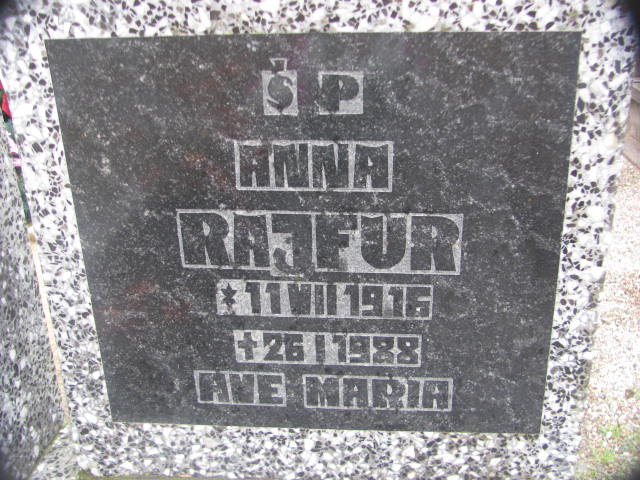 Ś P
ANNA
RAJFUR
* 11 VII 1916
+ 26 I 1988
AVE MARIA